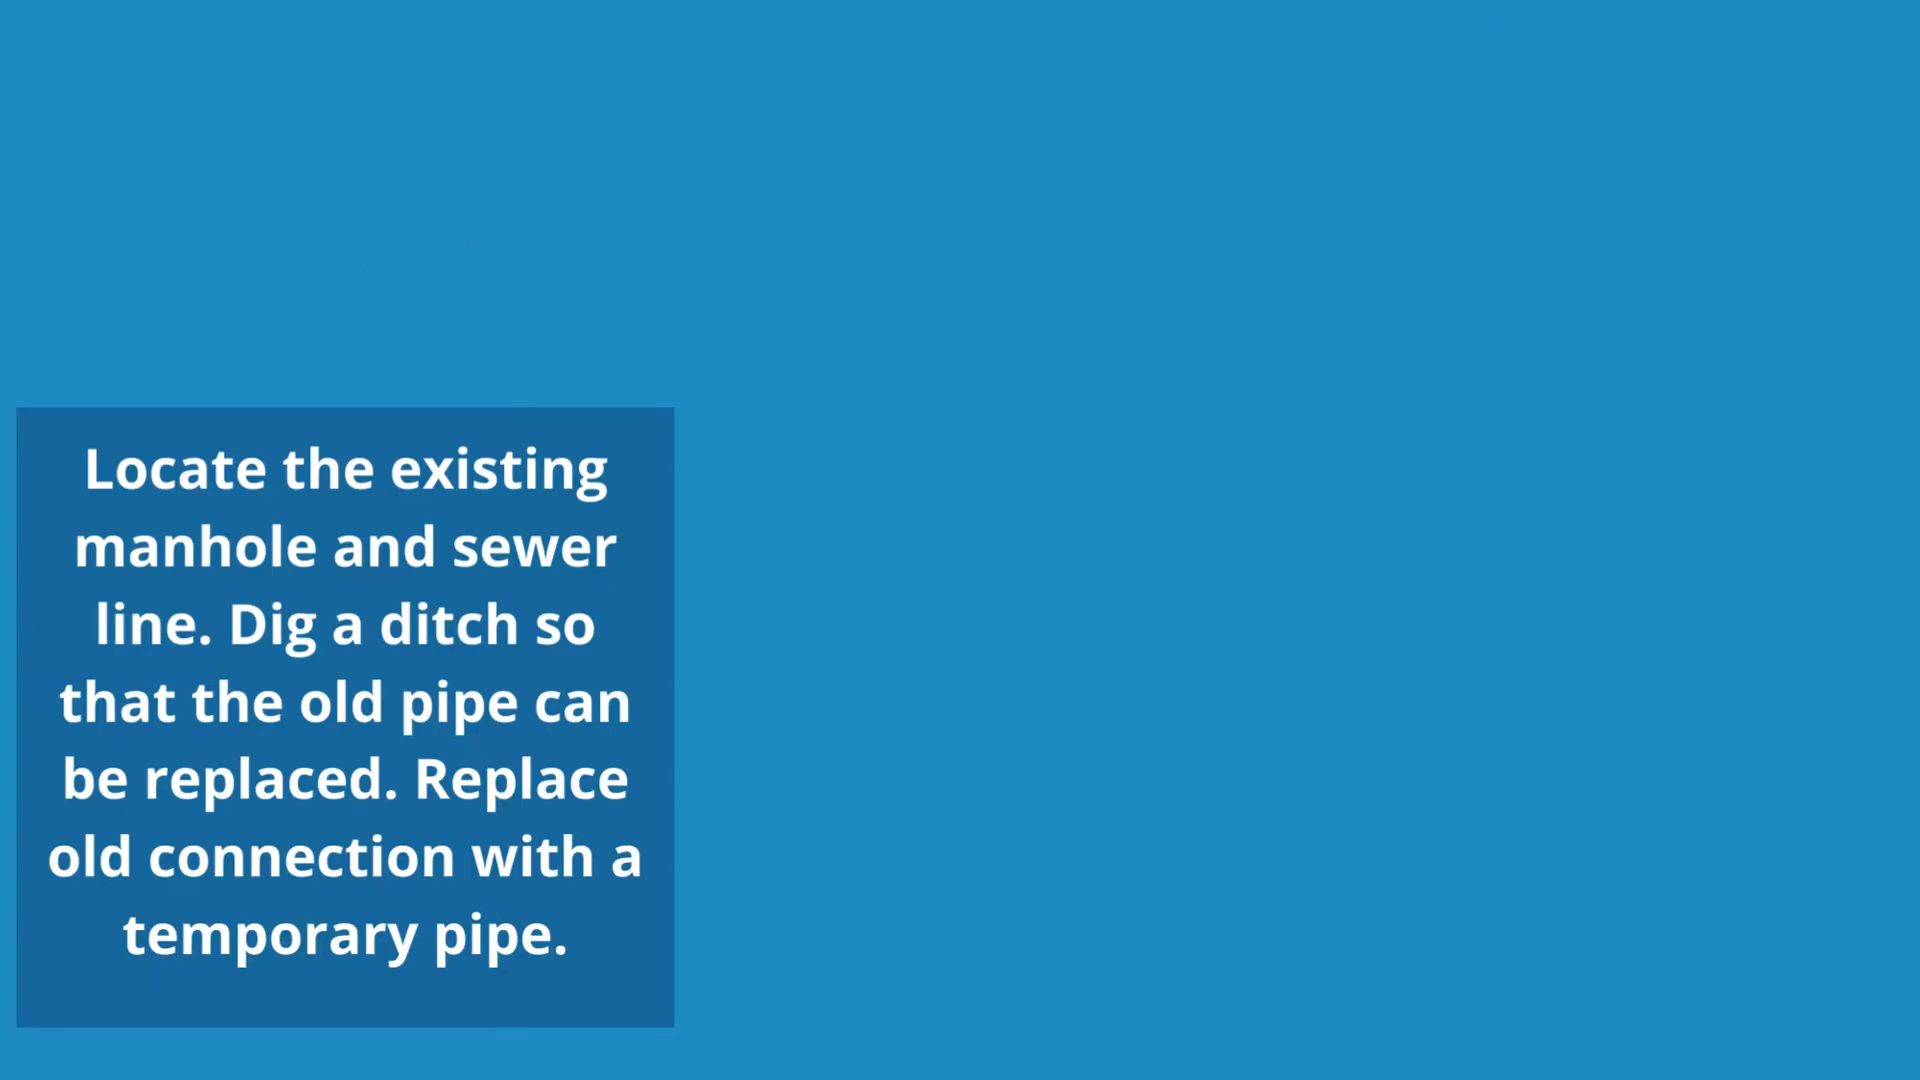 Locate the existing
manhole and sewer
line. Dig a ditch so
that the old pipe can
be replaced. Replace
old connection with a
temporary pipe.